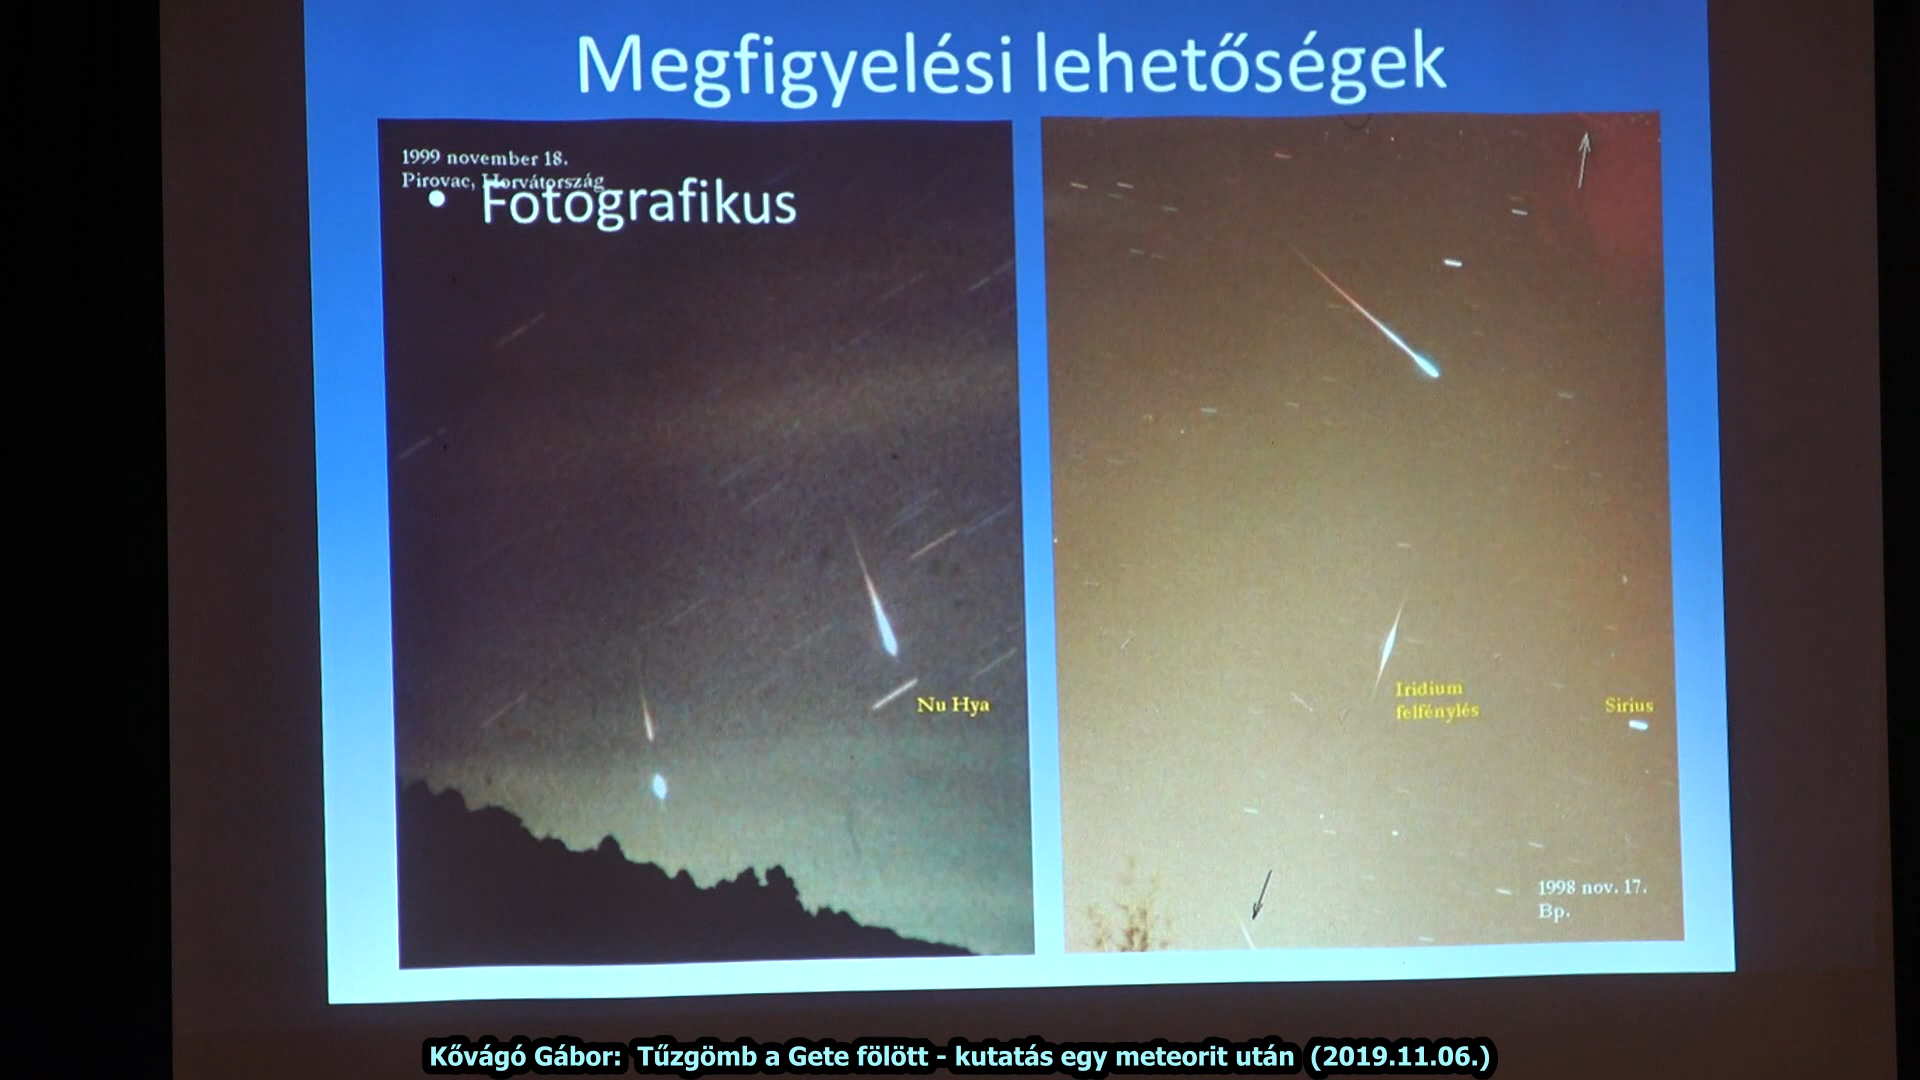 Megfigyelési lehetőségek
1999 november 18.
Pirovac, Horvátország
• Fotografikus
Nu Hya
Iridium
felfénylés
Sirius
1998 nov. 17.
Bp.
Kővágó Gábor: Tűzgömb a Gete fölött - kutatás egy meteorit után (2019.11.06.)